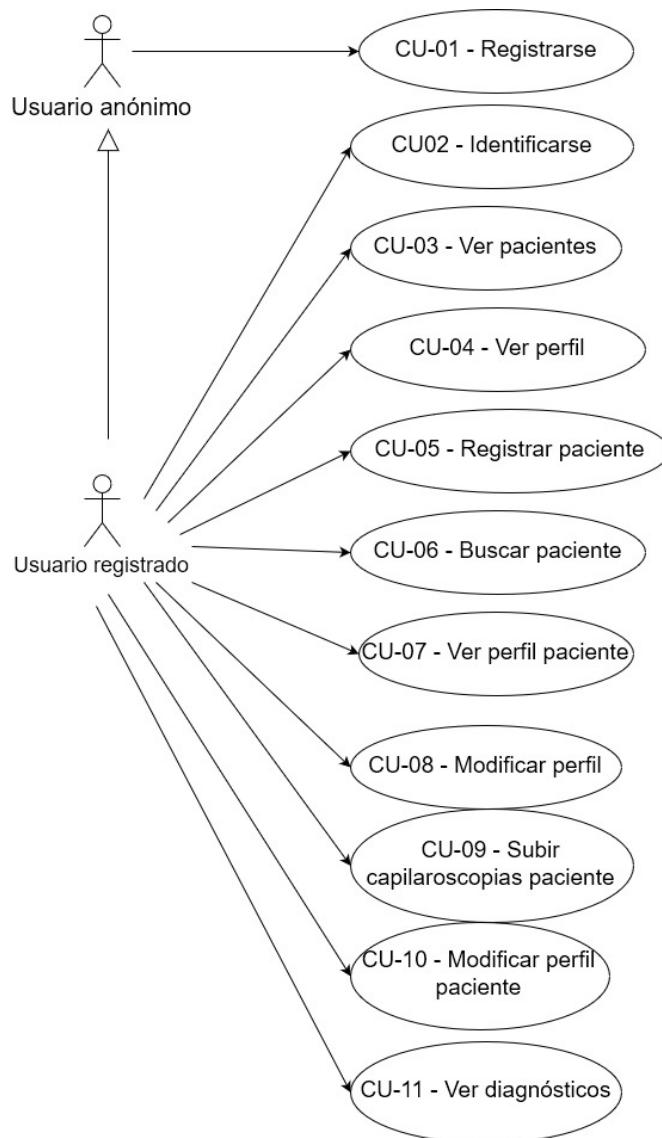 CU-01 - Registrarse
Usuario anónimo
CU02 - Identificarse
CU-03 - Ver pacientes
CU-04 - Ver perfil
CU-05 - Registrar paciente
CU-06 - Buscar paciente
Usuario registrado
CU-07 - Ver perfil paciente
CU-08 - Modificar perfil
CU-09 - Subir
capilaroscopias paciente
CU-10 - Modificar perfil
paciente
CU-11 - Ver diagnósticos